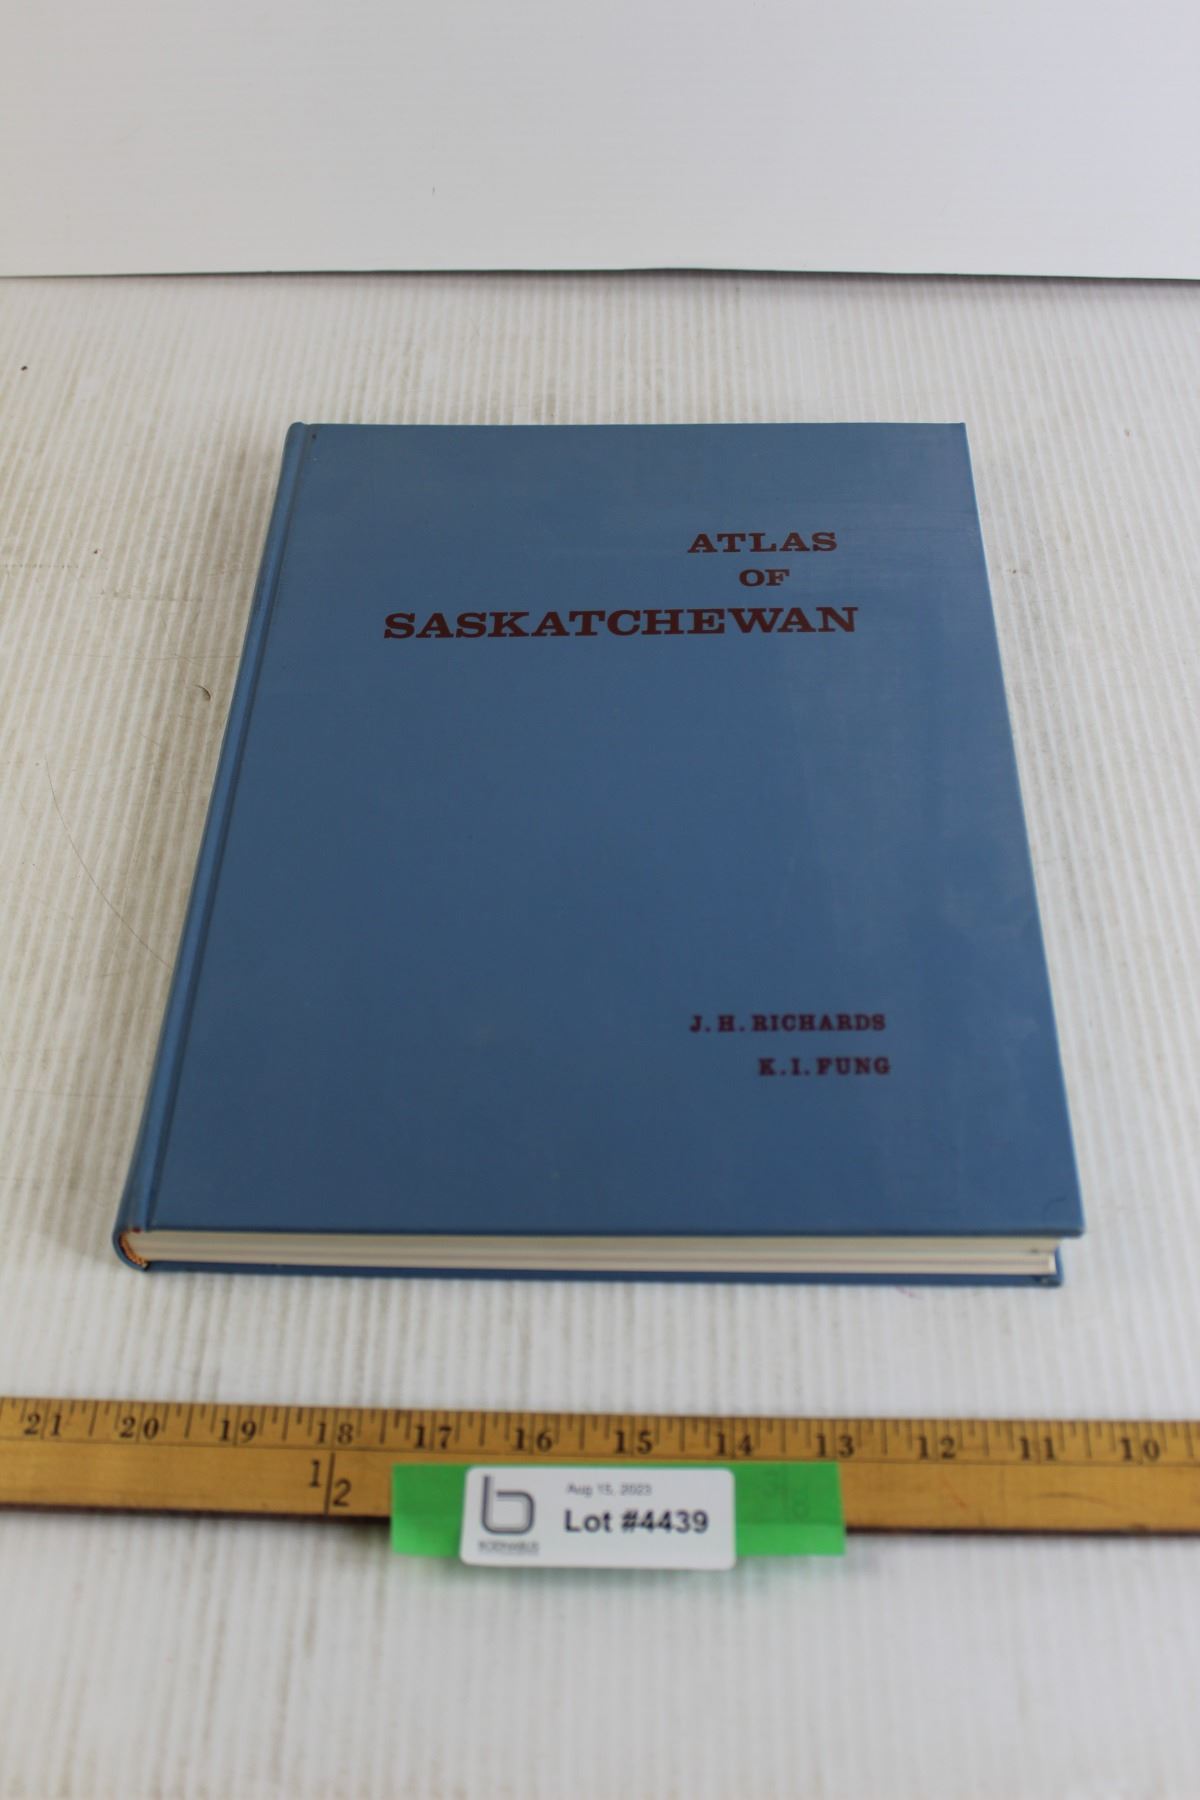 ATLAS
OF
SASKATCHEWAN
J. H. RICHARDS
K. I. FUNG
21 20 19 18 17 16 15 14 13 12 11 10
1/2
Aug 15, 2023
Lot #4439
b
BODNARUS